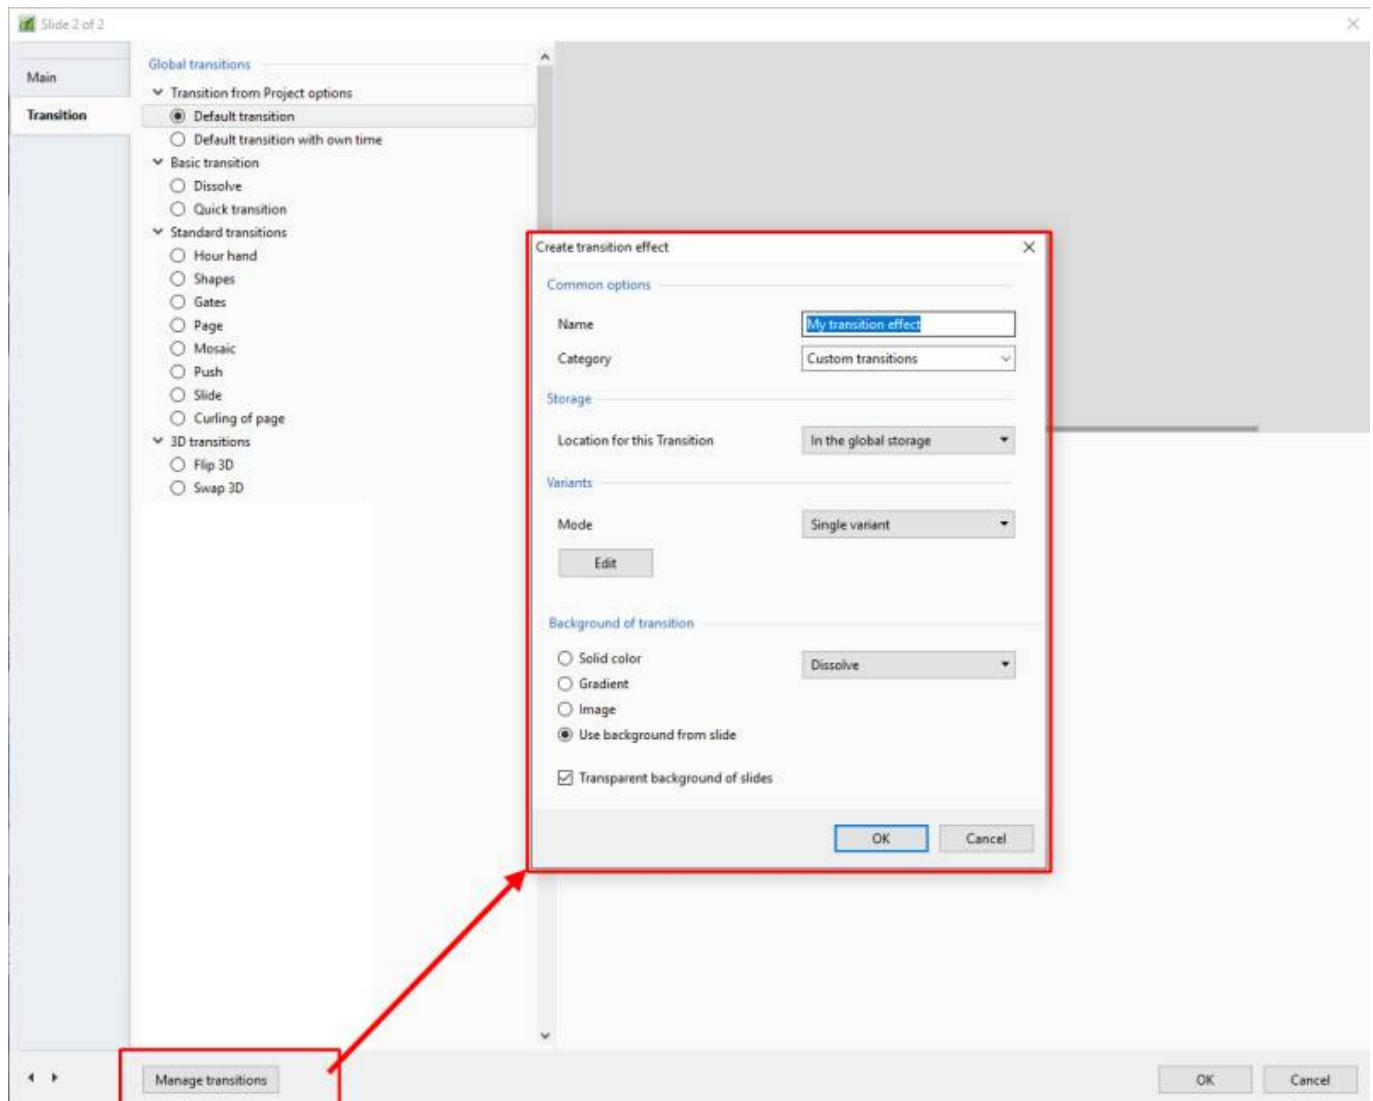 Slide 2 of 2
Main
Transition
Global transitions
Transition from Project options
Default transition
Default transition with own time
Basic transition
Dissolve
Quick transition
Standard transitions
Hour hand
Shapes
Gates
Page
Mosaic
Push
Slide
Curling of page
3D transitions
Flip 3D
Swap 3D
Create transition effect
Common options
Name My transition effect
Category Custom transitions
Storage
Location for this Transition In the global storage
Variants
Mode Single variant
Edit
Background of transition
Solid color Dissolve
Gradient
Image
Use background from slide
Transparent background of slides
OK Cancel
Manage transitions OK Cancel